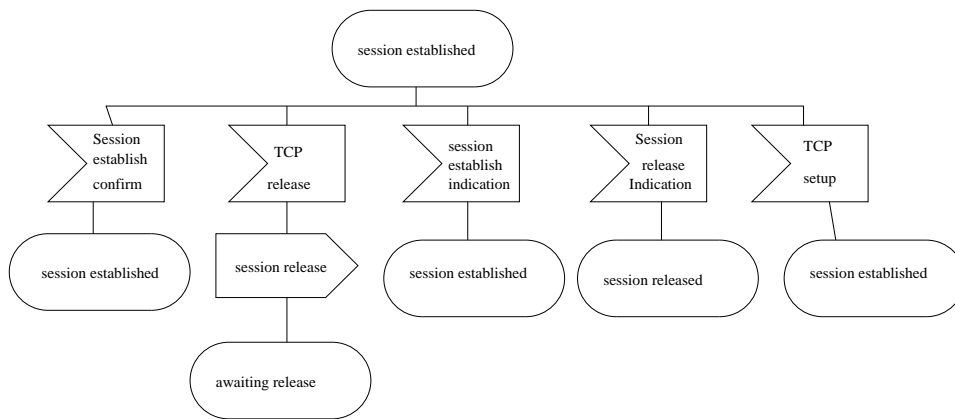 session established
Session
establish
confirm
TCP
release
session
establish
indication
Session
release
Indication
TCP
setup
session established
session release
session established
session released
session established
awaiting release